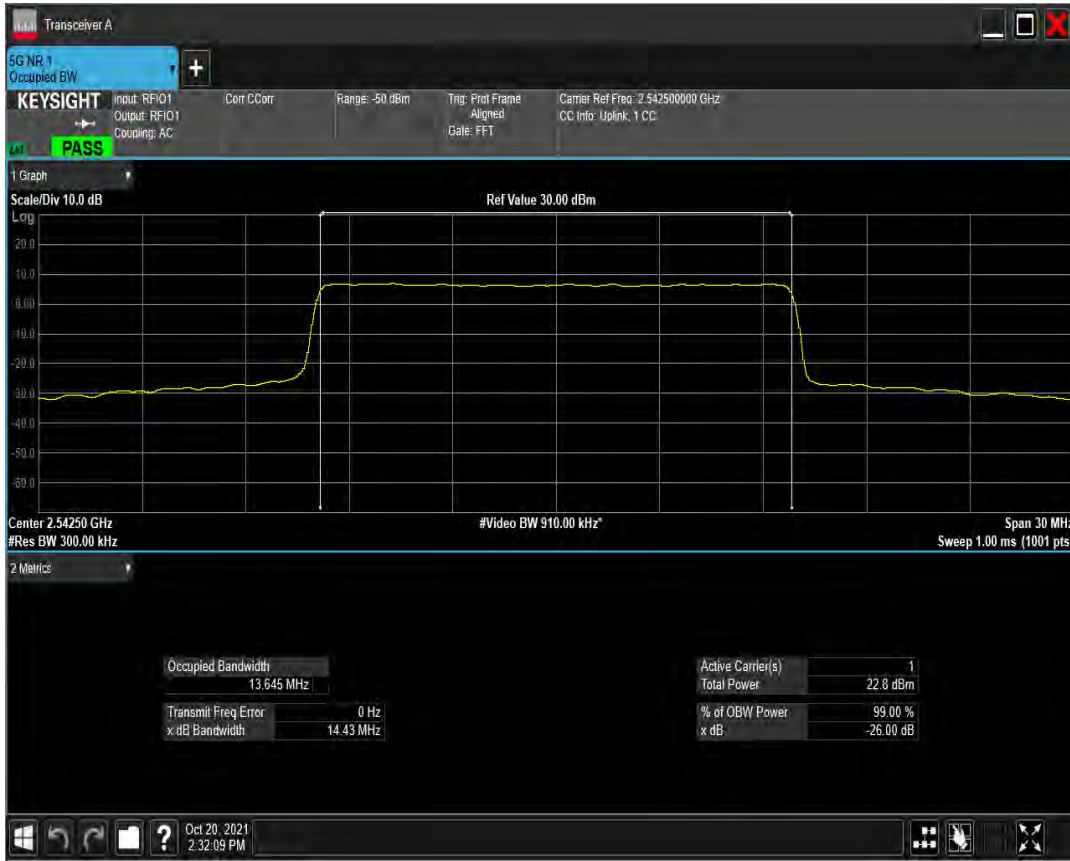 Transceiver A
5G NR 1
Occupied BW
+
KEYSIGHT
PASS
Input: RFIO1
Output: RFIO1
Coupling: AC
Corr CCorr
Range: -50 dBm
Trig: Prot Frame
Aligned
Gate: FFT
Carrier Ref Freq: 2.542500000 GHz
CC Info: Uplink, 1 CC
1 Graph
Scale/Div 10.0 dB
Ref Value 30.00 dBm
Log
20.0
10.0
0.00
-10.0
-20.0
-30.0
-40.0
-50.0
-60.0
Center 2.54250 GHz
#Video BW 910.00 kHz*
Span 30 MHz
#Res BW 300.00 kHz
Sweep 1.00 ms (1001 pts
2 Metrics
Occupied Bandwidth
13.645 MHz
Transmit Freq Error 0 Hz
x dB Bandwidth 14.43 MHz
Active Carrier(s) 1
Total Power 22.8 dBm
% of OBW Power 99.00 %
x dB -26.00 dB
?
Oct 20, 2021
2:32:09 PM